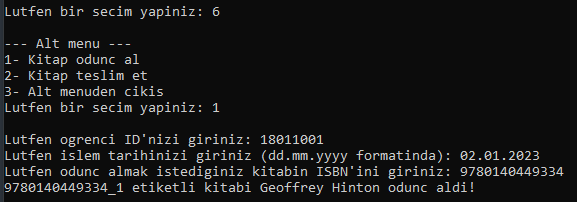 Lutfen bir secim yapiniz: 6
--- Alt menu ---
1- Kitap odunc al
2- Kitap teslim et
3- Alt menuden cikis
Lutfen bir secim yapiniz: 1
Lutfen ogrenci ID'nizi giriniz: 18011001
Lutfen islem tarihinizi giriniz (dd.mm.yyyy formatinda): 02.01.2023
Lutfen odunc almak istediginiz kitabin ISBN'ini giriniz: 9780140449334
9780140449334_1 etiketli kitabi Geoffrey Hinton odunc aldi!